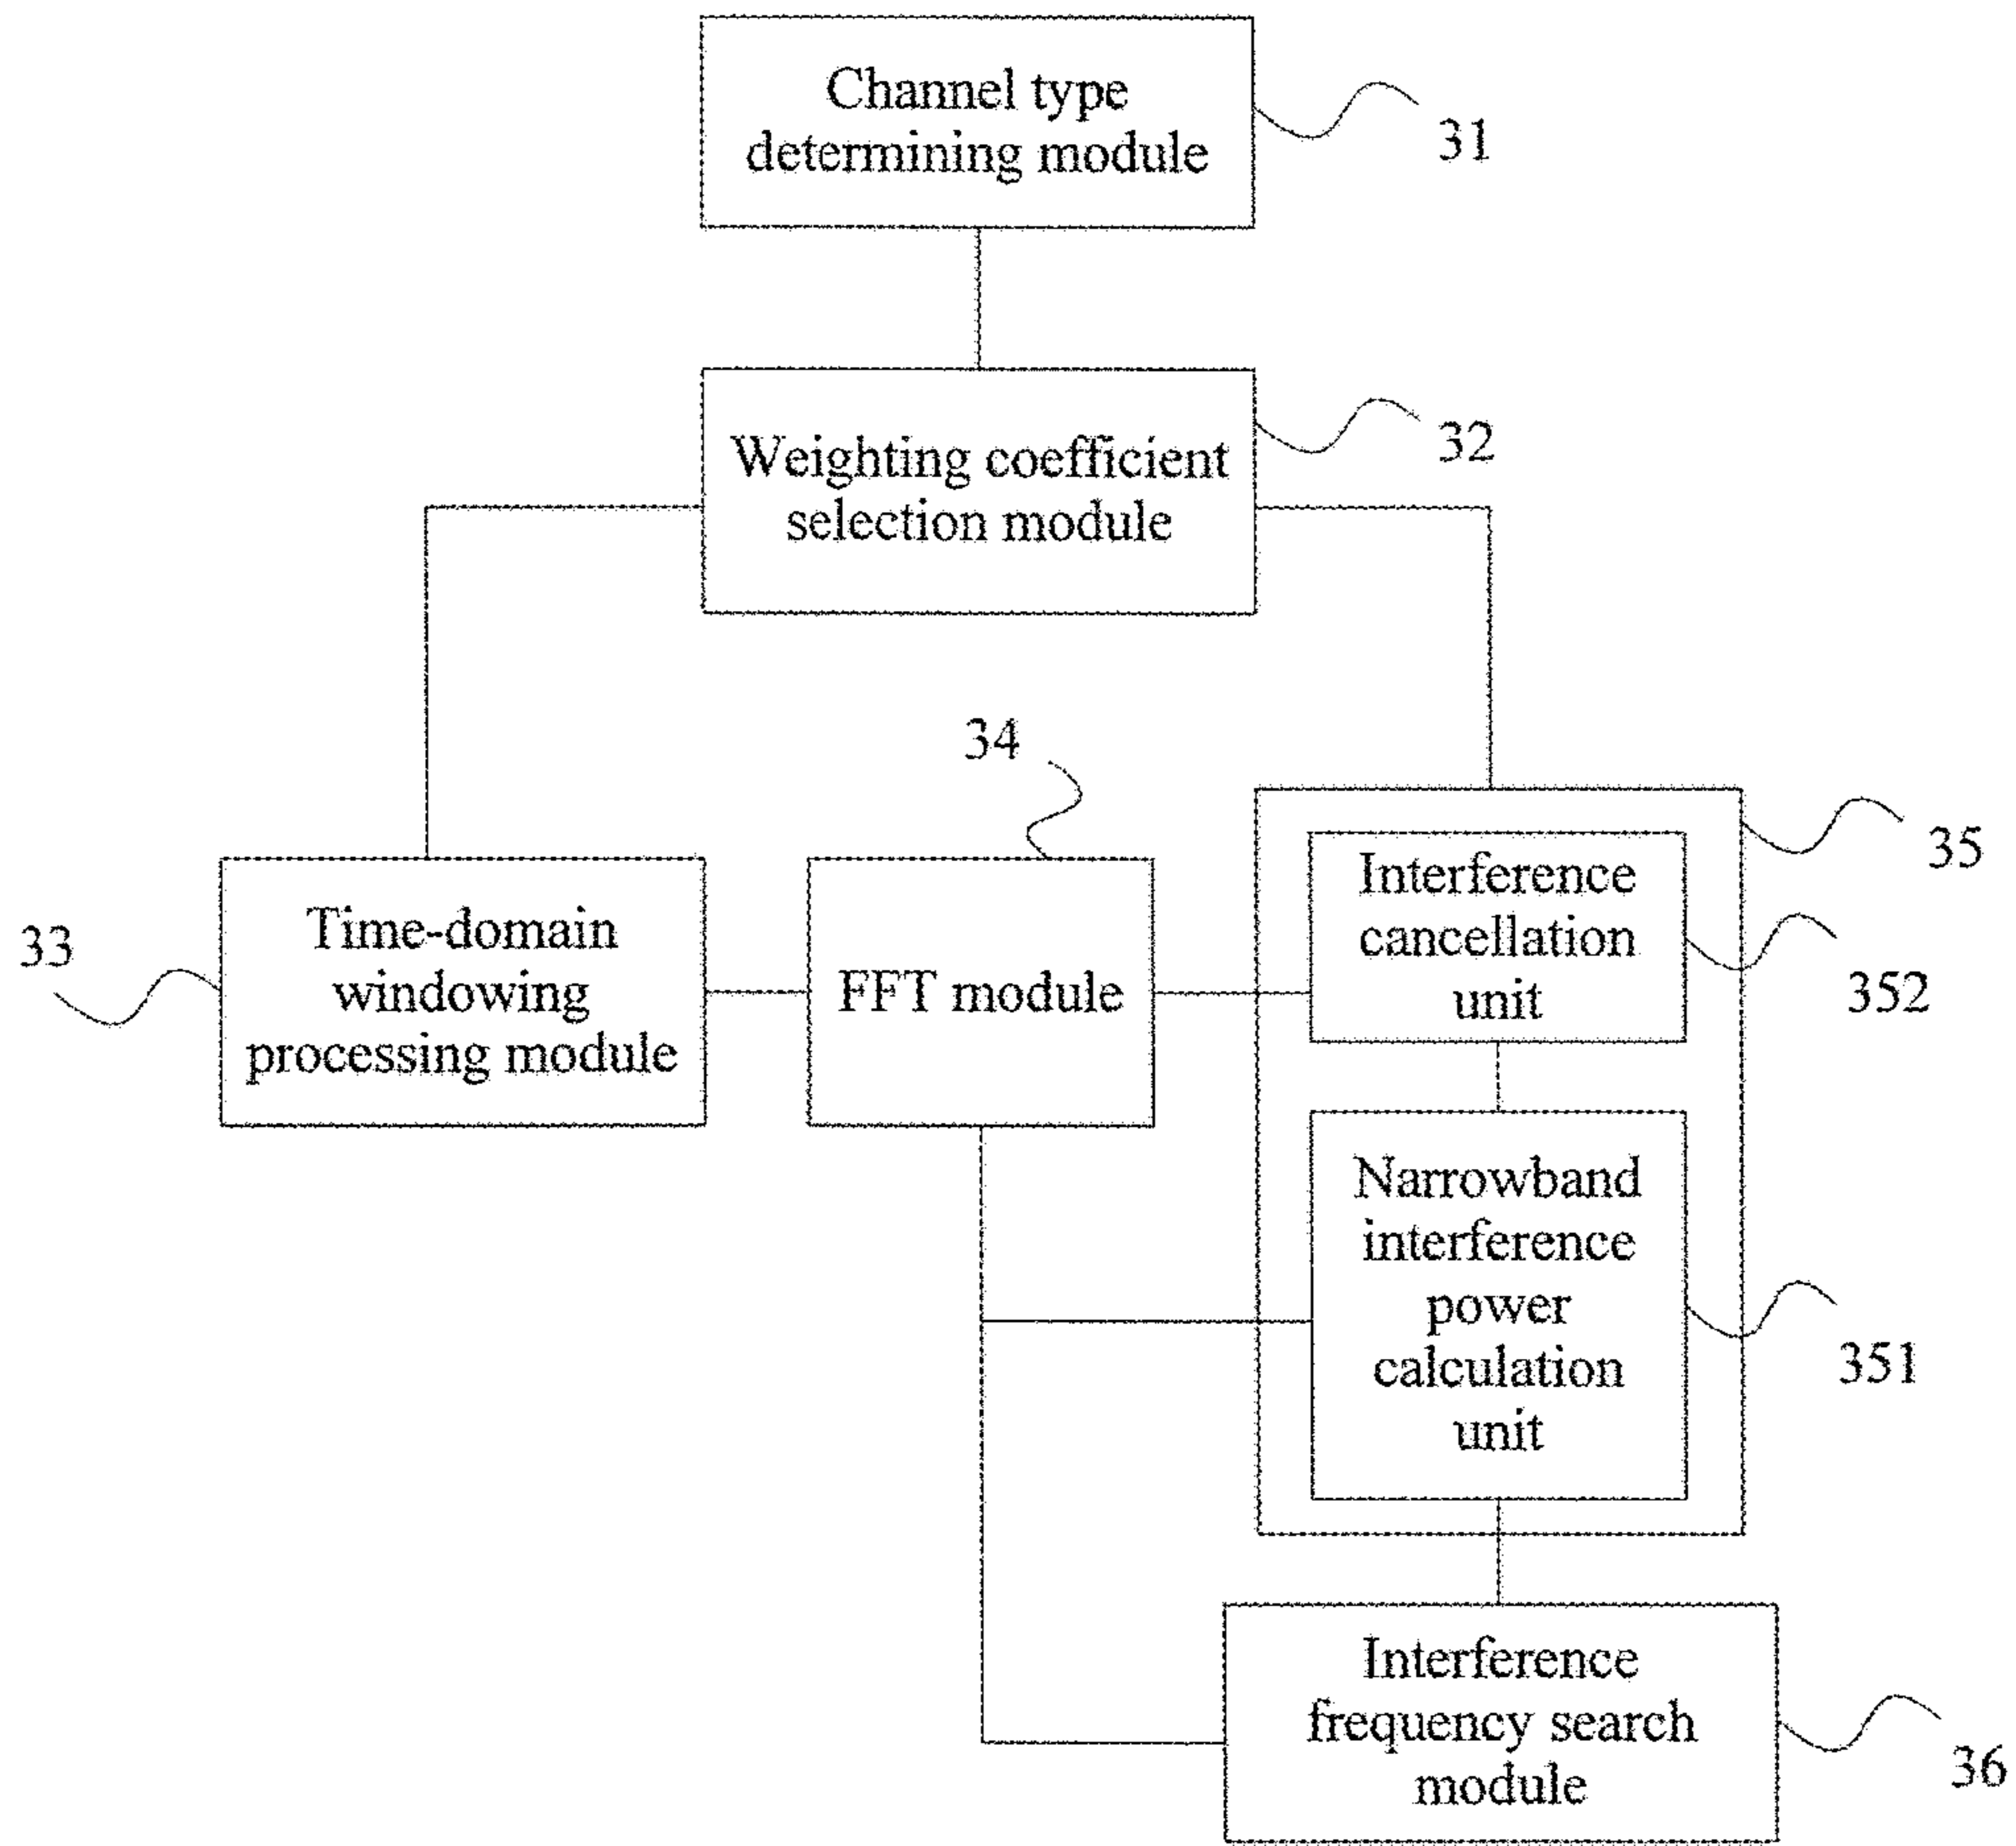 Channel type
determining module
31
Weighting coefficient
selection module
32
34
35
33
Time-domain
windowing
processing module
FFT module
Interference
cancellation
unit
352
Narrowband
interference
power
calculation
unit
351
Interference
frequency search
module
36